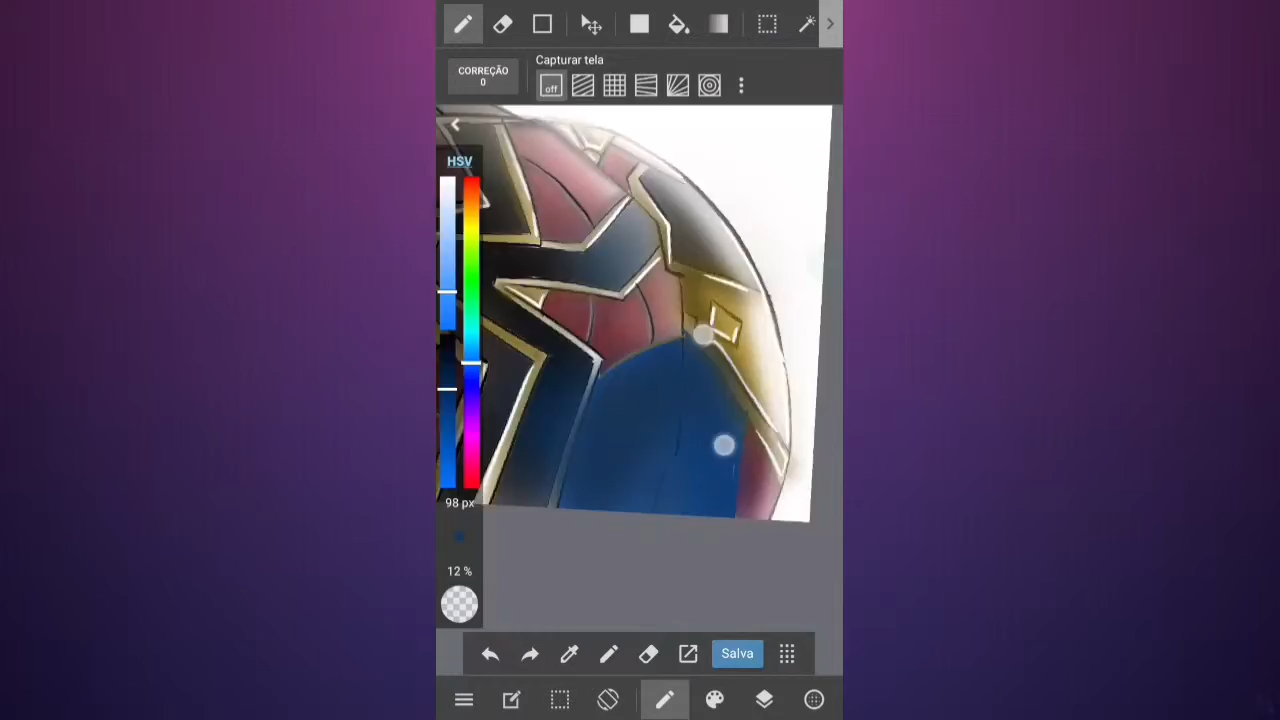 Capturar tela
CORREÇÃO
0
off
HSV
98 px
12 %
Salva